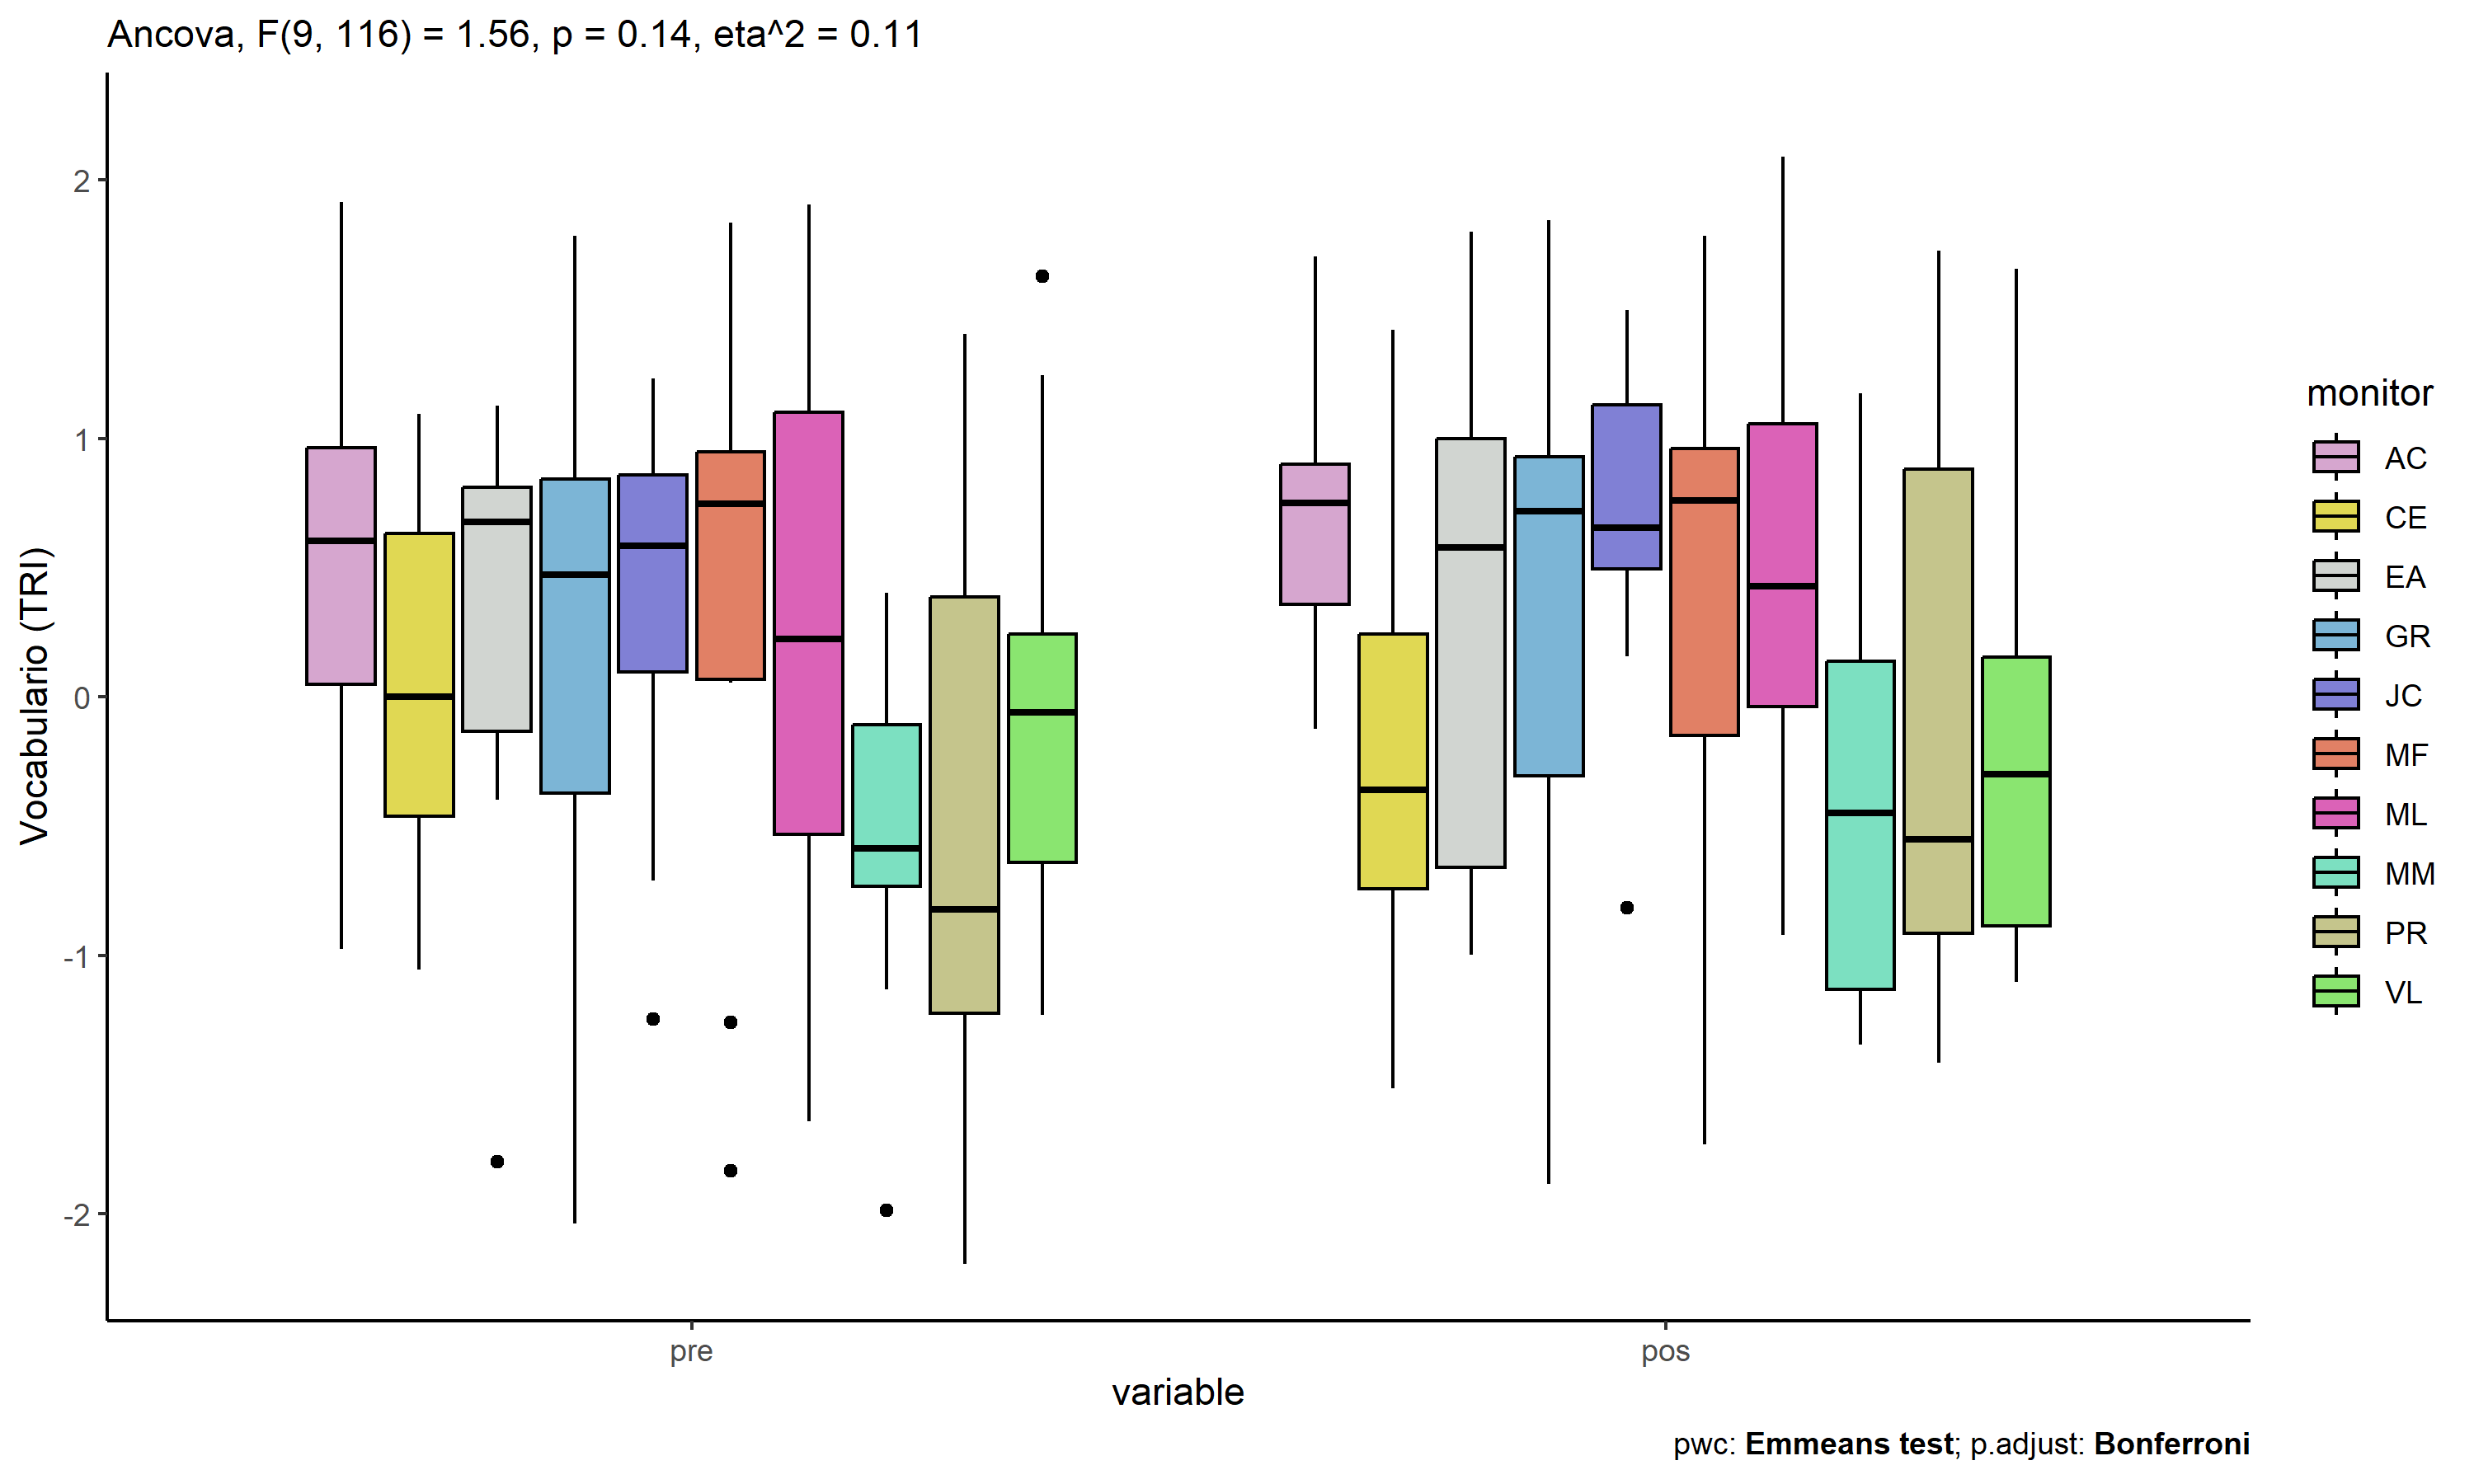 Ancova, F(9, 116) = 1.56, p = 0.14, eta^2 = 0.11
Vocabulario (TRI)
2
1
0
-1
-2
pre
pos
variable
monitor
AC
CE
EA
GR
JC
MF
ML
MM
PR
VL
pwc: Emmeans test; p.adjust: Bonferroni